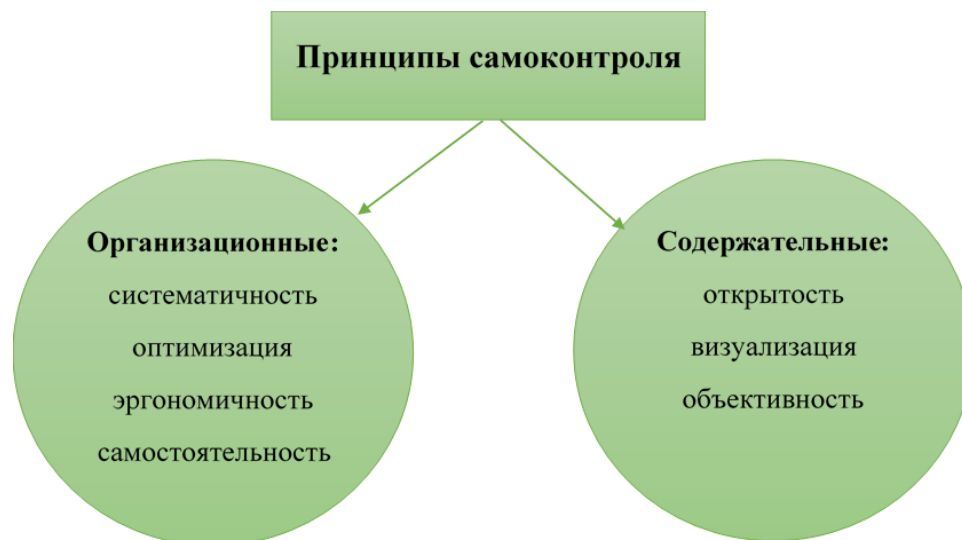 Принципы самоконтроля
Организационные:
систематичность
оптимизация
эргономичность
самостоятельность
Содержательные:
открытость
визуализация
объективность